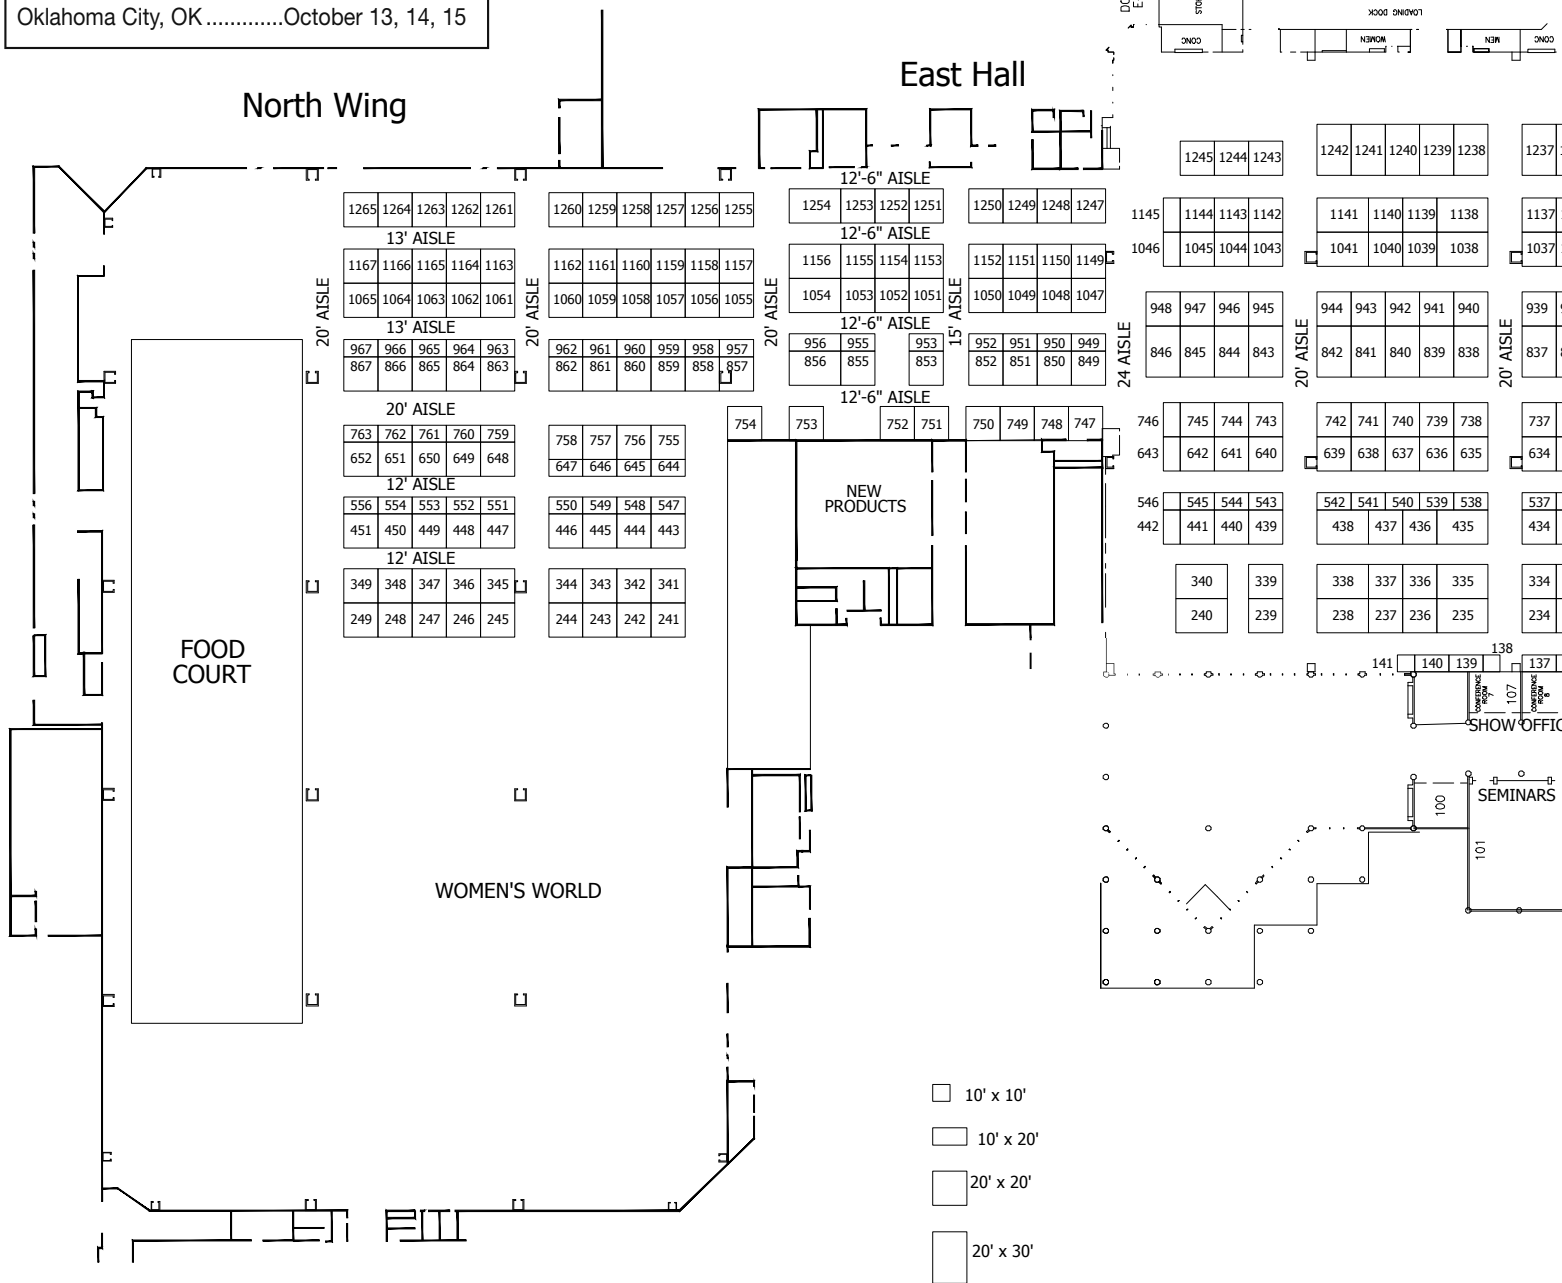 Oklahoma City, OK .............October 13, 14, 15
LOADING DOCK
CONC
WOMEN
MEN
CONC
East Hall
North Wing
12'-6" AISLE
1245 1244 1243
1242 1241 1240 1239 1238
1237
1265 1264 1263 1262 1261
1260 1259 1258 1257 1256 1255
1254 1253 1252 1251
1250 1249 1248 1247
1145 1144 1143 1142
1141 1140 1139 1138
1137
13' AISLE
12'-6" AISLE
1046 1045 1044 1043
1041 1040 1039 1038
1037
1167 1166 1165 1164 1163
1162 1161 1160 1159 1158 1157
1156 1155 1154 1153
1152 1151 1150 1149
1065 1064 1063 1062 1061
1060 1059 1058 1057 1056 1055
1054 1053 1052 1051
1050 1049 1048 1047
20' AISLE
20' AISLE
20' AISLE
15' AISLE
24 AISLE
20' AISLE
20' AISLE
948 947 946 945
944 943 942 941 940
939
13' AISLE
12'-6" AISLE
967 966 965 964 963
962 961 960 959 958 957
956 955 953
952 951 950 949
867 866 865 864 863
862 861 860 859 858 857
856 855 853
852 851 850 849
846 845 844 843
842 841 840 839 838
837
20' AISLE
12'-6" AISLE
754 753 752 751 750 749 748 747
746 745 744 743
742 741 740 739 738
737
763 762 761 760 759
758 757 756 755
652 651 650 649 648
647 646 645 644
643 642 641 640
639 638 637 636 635
634
12' AISLE
NEW
PRODUCTS
556 554 553 552 551
550 549 548 547
546 545 544 543
542 541 540 539 538
537
451 450 449 448 447
446 445 444 443
442 441 440 439
438 437 436 435
434
12' AISLE
349 348 347 346 345
344 343 342 341
340 339
338 337 336 335
334
249 248 247 246 245
244 243 242 241
240 239
238 237 236 235
234
FOOD
COURT
138
141 140 139 137
CONFERENCE
ROOM
7
107
CONFERENCE
ROOM
8
SHOW OFFIC
SEMINARS
100
101
WOMEN'S WORLD
10' x 10'
10' x 20'
20' x 20'
20' x 30'